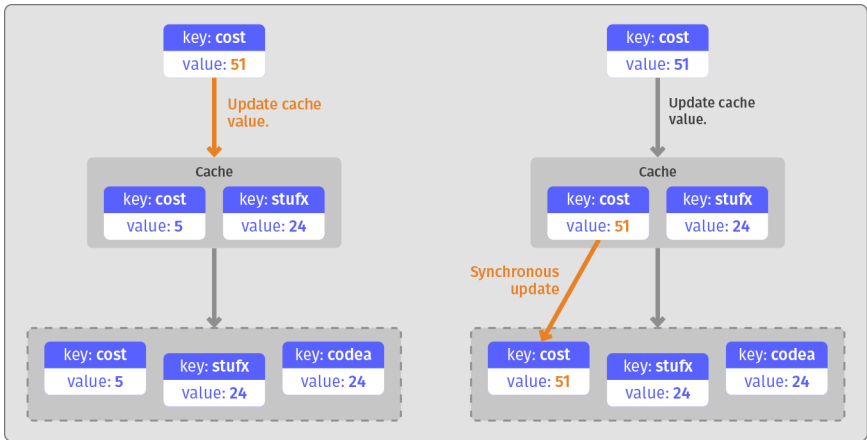 key: cost
value: 51
Update cache
value.
Cache
key: cost
value: 5
key: stufx
value: 24
key: cost
value: 5
key: stufx
value: 24
key: codea
value: 24
key: cost
value: 51
Update cache
value.
Cache
key: cost
value: 51
key: stufx
value: 24
Synchronous
update
key: cost
value: 51
key: stufx
value: 24
key: codea
value: 24